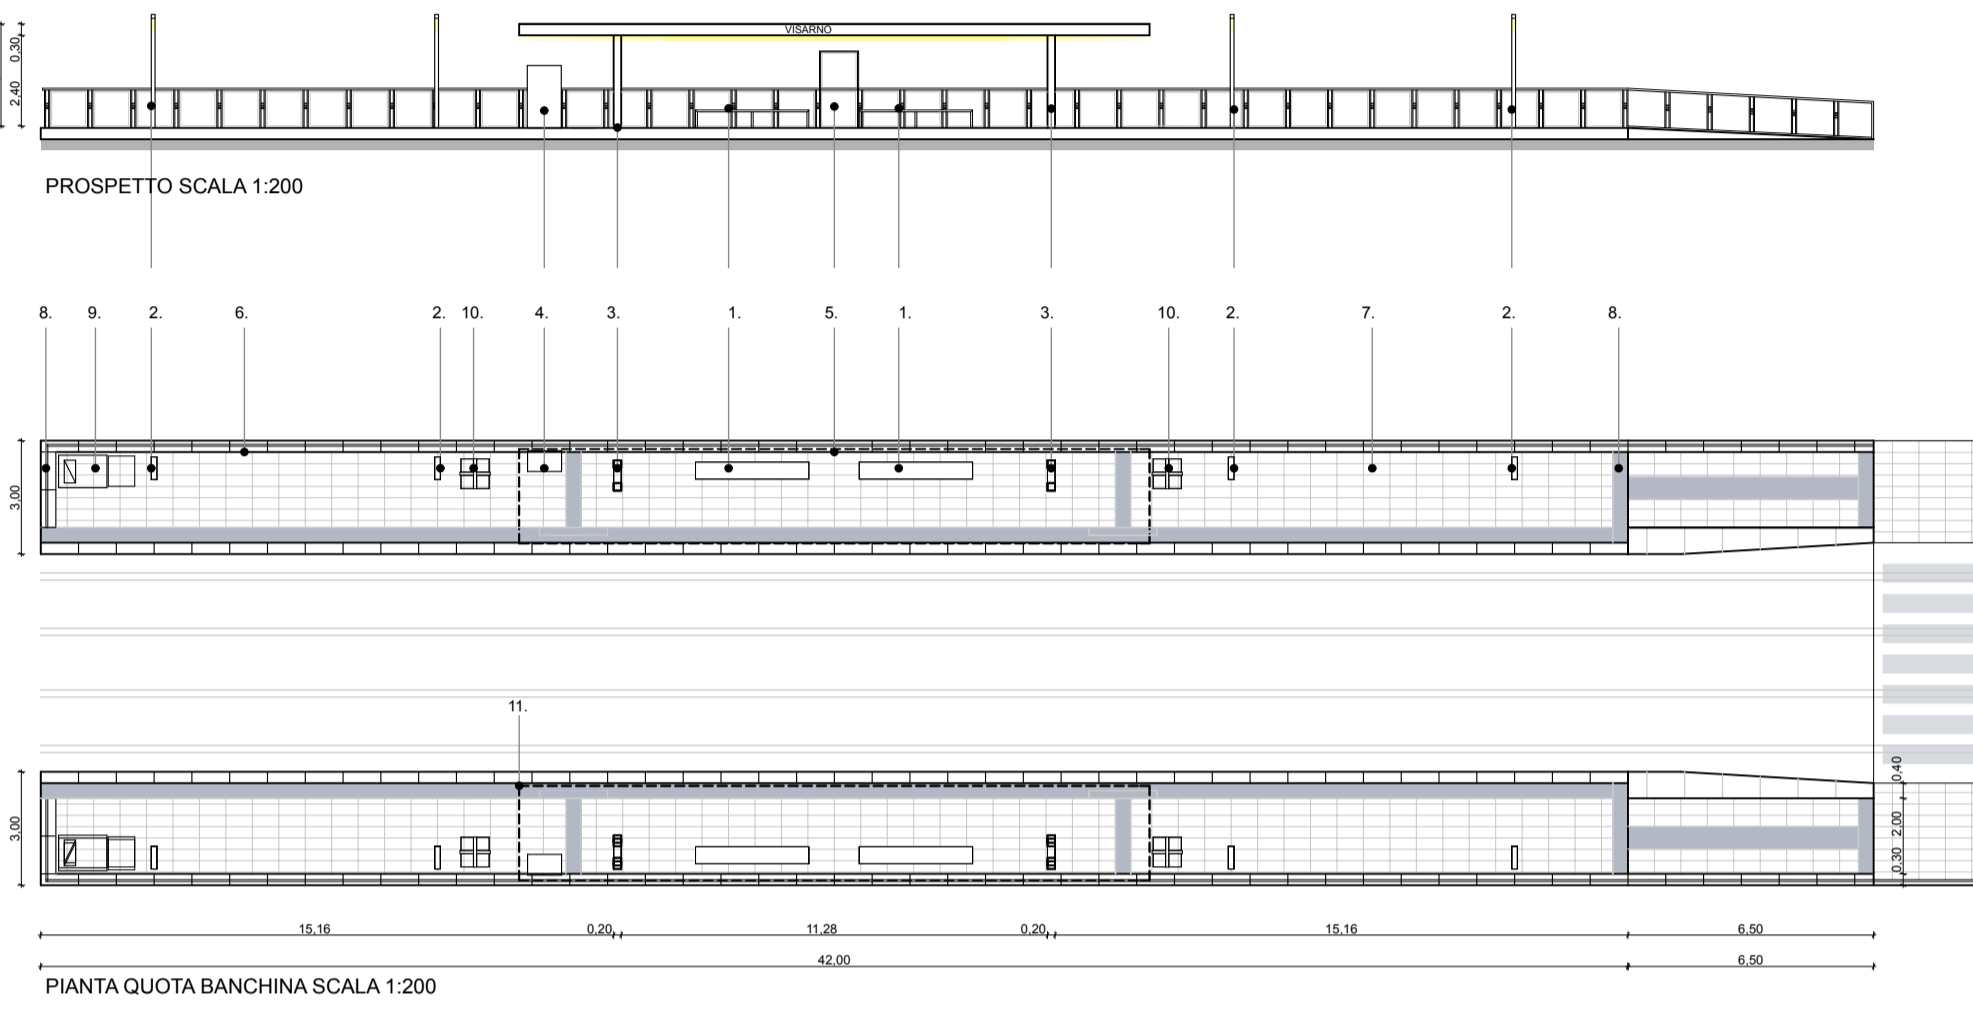 VISARNO
0,30
2,40
PROSPETTO SCALA 1:200
8. 9. 2. 6. 2. 10. 4. 3. 1. 5. 1. 3. 10. 2. 7. 2. 8.
3,00
11.
3,00
0,40
2,00
0,30
15,16 0,20 11,28 0,20 15,16 6,50
42,00 6,50
PIANTA QUOTA BANCHINA SCALA 1:200